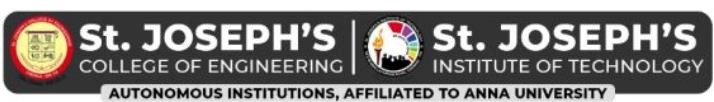 St. JOSEPH'S
COLLEGE OF ENGINEERING
St. JOSEPH'S
INSTITUTE OF TECHNOLOGY
AUTONOMOUS INSTITUTIONS, AFFILIATED TO ANNA UNIVERSITY